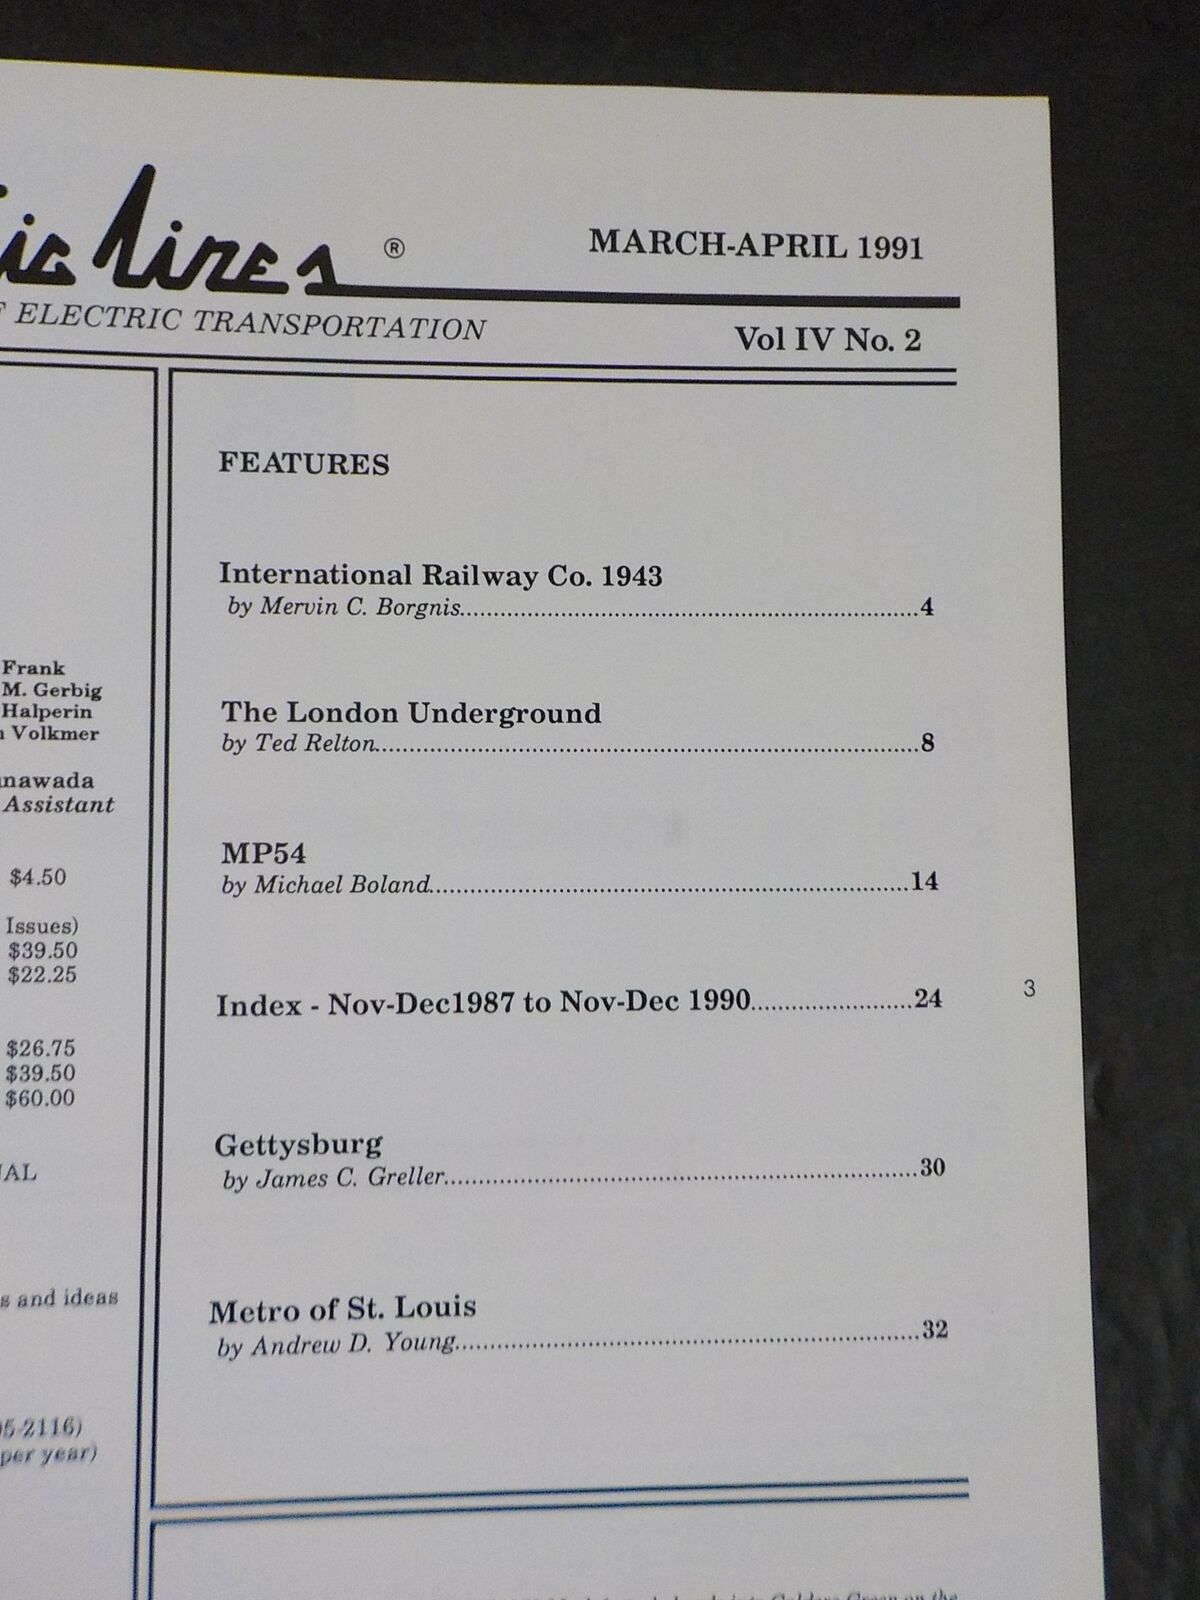 Lines ®
MARCH-APRIL 1991
ELECTRIC TRANSPORTATION
Vol IV No. 2
Frank
M. Gerbig
Halperin
Volkmer
Assistant
$4.50
Issues)
$39.50
$22.25
$26.75
$39.50
$60.00
s and ideas
5-2116)
per year)
FEATURES
International Railway Co. 1943
by Mervin C. Borgnis..........4
The London Underground
by Ted Relton..........8
MP54
by Michael Boland..........14
Index - Nov-Dec1987 to Nov-Dec 1990..........24
Gettysburg
by James C. Greller..........30
Metro of St. Louis
by Andrew D. Young..........32
3